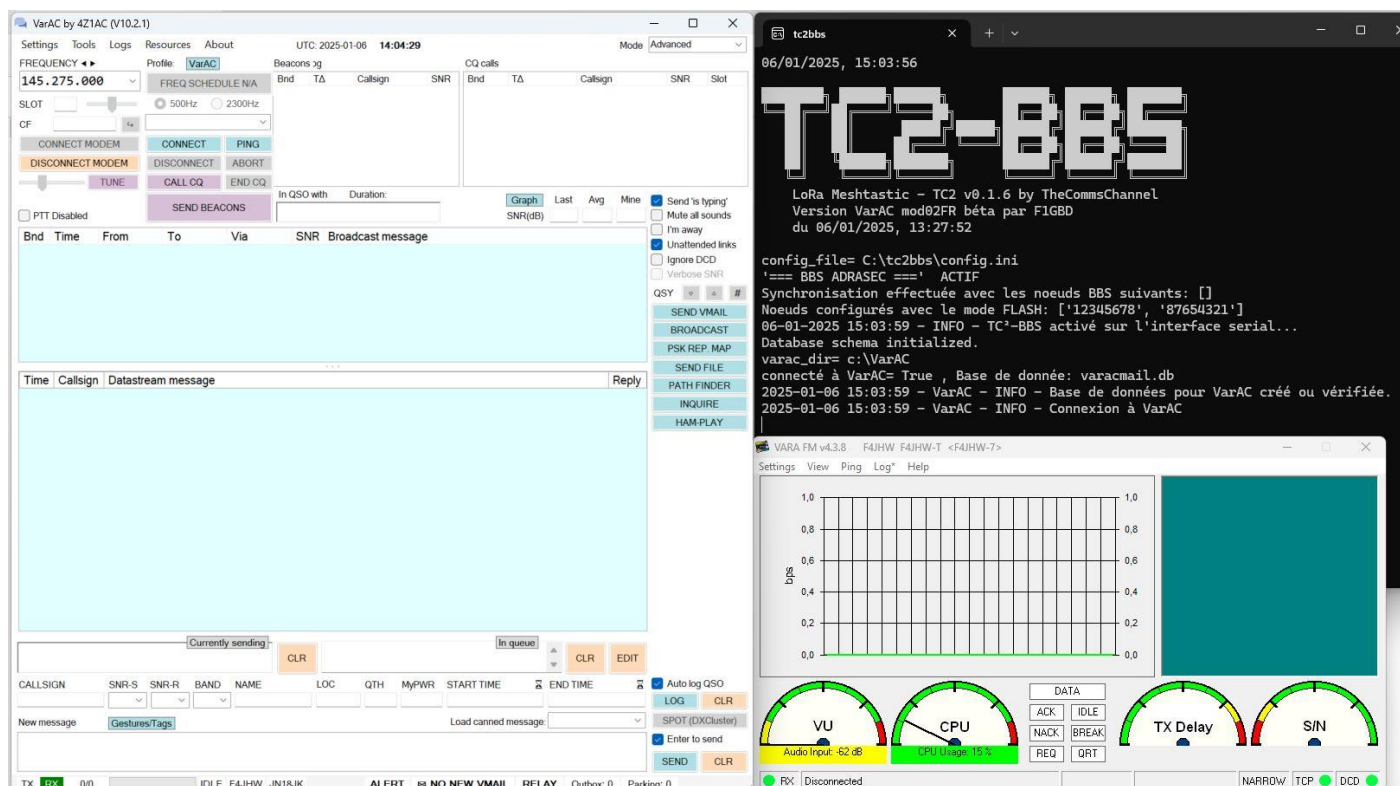 VarAC by 4Z1AC (V10.2.1)
Settings Tools Logs Resources About UTC: 2025-01-06 14:04:29 Mode Advanced
FREQUENCY Profile: VarAC Beacons CQ calls
145.275.000 FREQ SCHEDULE N/A Bnd TΔ Callsign SNR Bnd TΔ Callsign SNR Slot
SLOT 500Hz 2300Hz
CF
CONNECT MODEM CONNECT PING
DISCONNECT MODEM DISCONNECT ABORT
TUNE CALL CQ END CQ
In QSO with Duration: Graph Last Avg Mine Send 'is typing'
SEND BEACONS SNR(dB) Mute all sounds
PTT Disabled I'm away
Bnd Time From To Via SNR Broadcast message Unattended links
Ignore DCD
Verbose SNR
QSY #
SEND VMAIL
BROADCAST
PSK REP. MAP
SEND FILE
Time Callsign Datastream message Reply PATH FINDER
INQUIRE
HAM-PLAY
Currently sending In queue
CLR CLR EDIT
CALLSIGN SNR-S SNR-R BAND NAME LOC QTH MyPWR START TIME END TIME Auto log QSO
LOG CLR
New message Gestures/Tags Load canned message: SPOT (DXCluster)
Enter to send
SEND CLR
TX RX 0/0 IDLE F4JHW JN18JK ALERT NO NEW VMAIL RELAY Outbox: 0 Parking: 0
tc2bbs
06/01/2025, 15:03:56
TC2-BBS
LoRa Meshtastic - TC2 v0.1.6 by TheCommsChannel
Version VarAC mod02FR béta par F1GBD
du 06/01/2025, 13:27:52
config_file= C:\tc2bbs\config.ini
'=== BBS ADRASEC ===' ACTIF
Synchronisation effectuée avec les noeuds BBS suivants: []
Noeuds configurés avec le mode FLASH: ['12345678', '87654321']
06-01-2025 15:03:59 - INFO - TC²-BBS activé sur l'interface serial...
Database schema initialized.
varac_dir= c:\VarAC
connecté à VarAC= True , Base de donnée: varacmail.db
2025-01-06 15:03:59 - VarAC - INFO - Base de données pour VarAC créé ou vérifiée.
2025-01-06 15:03:59 - VarAC - INFO - Connexion à VarAC
VARA FM v4.3.8 F4JHW F4JHW-T <F4JHW-7>
Settings View Ping Log* Help
1,0 1,0
0,8 0,8
0,6 0,6
bps
0,4 0,4
0,2 0,2
0,0 0,0
DATA
ACK IDLE
VU CPU NACK BREAK TX Delay S/N
Audio Input: -62 dB CPU Usage: 15 % REQ QRT
RX Disconnected NARROW TCP DCD